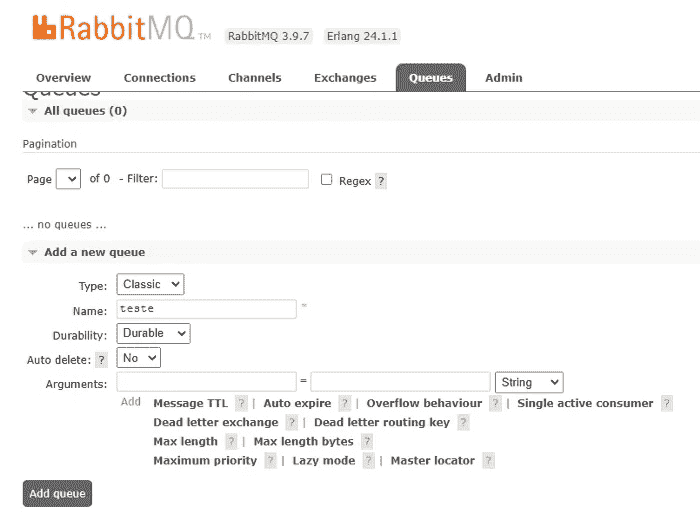 RabbitMQ TM RabbitMQ 3.9.7 Erlang 24.1.1
Overview Connections Channels Exchanges Queues Admin
Queues
All queues (0)
Pagination
Page of 0 - Filter: Regex ?
... no queues ...
Add a new queue
Type: Classic
Name: teste *
Durability: Durable
Auto delete: ? No
Arguments: = String
Add Message TTL ? | Auto expire ? | Overflow behaviour ? | Single active consumer ?
Dead letter exchange ? | Dead letter routing key ?
Max length ? | Max length bytes ?
Maximum priority ? | Lazy mode ? | Master locator ?
Add queue